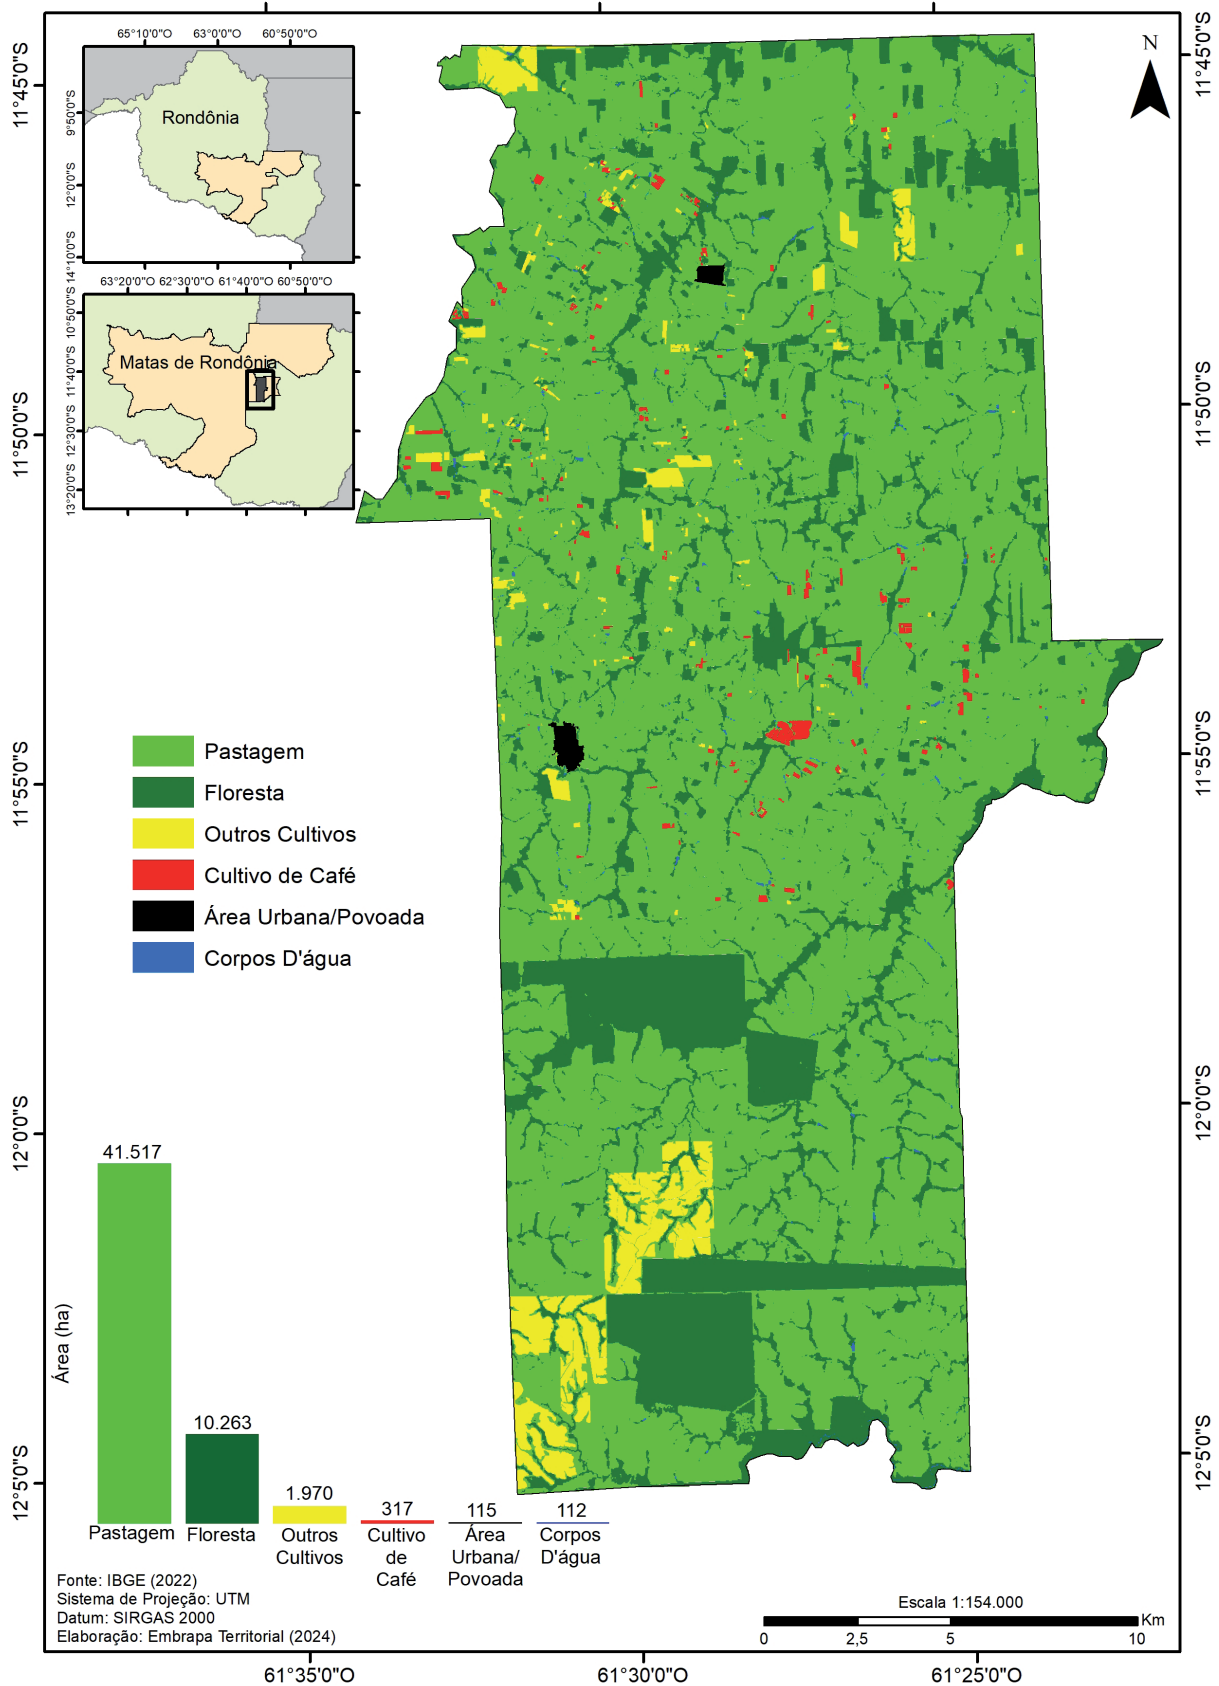 65°10'0"O 63°0'0"O 60°50'0"O
9°50'0"S
12°0'0"S
14°10'0"S
Rondônia
63°20'0"O 62°30'0"O 61°40'0"O 60°50'0"O
10°50'0"S
11°40'0"S
12°30'0"S
13°20'0"S
Matas de Rondônia
N
11°45'0"S
11°45'0"S
11°50'0"S
11°50'0"S
11°55'0"S
11°55'0"S
12°0'0"S
12°0'0"S
12°5'0"S
12°5'0"S
Pastagem
Floresta
Outros Cultivos
Cultivo de Café
Área Urbana/Povoada
Corpos D'água
Área (ha)
41.517
10.263
1.970
317
115
112
Pastagem
Floresta
Outros
Cultivos
Cultivo
de
Café
Área
Urbana/
Povoada
Corpos
D'água
Fonte: IBGE (2022)
Sistema de Projeção: UTM
Datum: SIRGAS 2000
Elaboração: Embrapa Territorial (2024)
Escala 1:154.000
Km
0 2,5 5 10
61°35'0"O 61°30'0"O 61°25'0"O